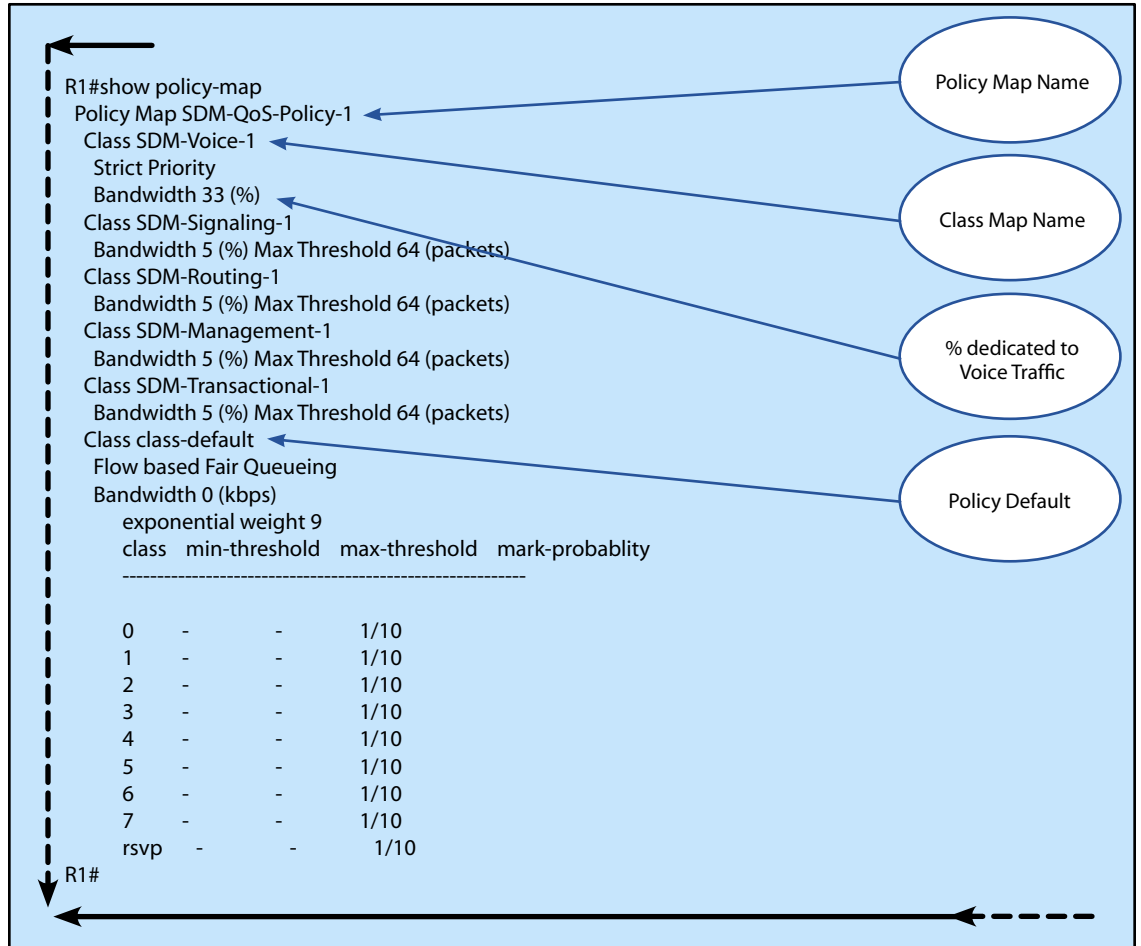 R1#show policy-map
Policy Map SDM-QoS-Policy-1
Class SDM-Voice-1
Strict Priority
Bandwidth 33 (%)
Class SDM-Signaling-1
Bandwidth 5 (%) Max Threshold 64 (packets)
Class SDM-Routing-1
Bandwidth 5 (%) Max Threshold 64 (packets)
Class SDM-Management-1
Bandwidth 5 (%) Max Threshold 64 (packets)
Class SDM-Transactional-1
Bandwidth 5 (%) Max Threshold 64 (packets)
Class class-default
Flow based Fair Queueing
Bandwidth 0 (kbps)
exponential weight 9
class min-threshold max-threshold mark-probablity
----------------------------------------------------------
0 - - 1/10
1 - - 1/10
2 - - 1/10
3 - - 1/10
4 - - 1/10
5 - - 1/10
6 - - 1/10
7 - - 1/10
rsvp - - 1/10
R1#
Policy Map Name
Class Map Name
% dedicated to
Voice Traffic
Policy Default